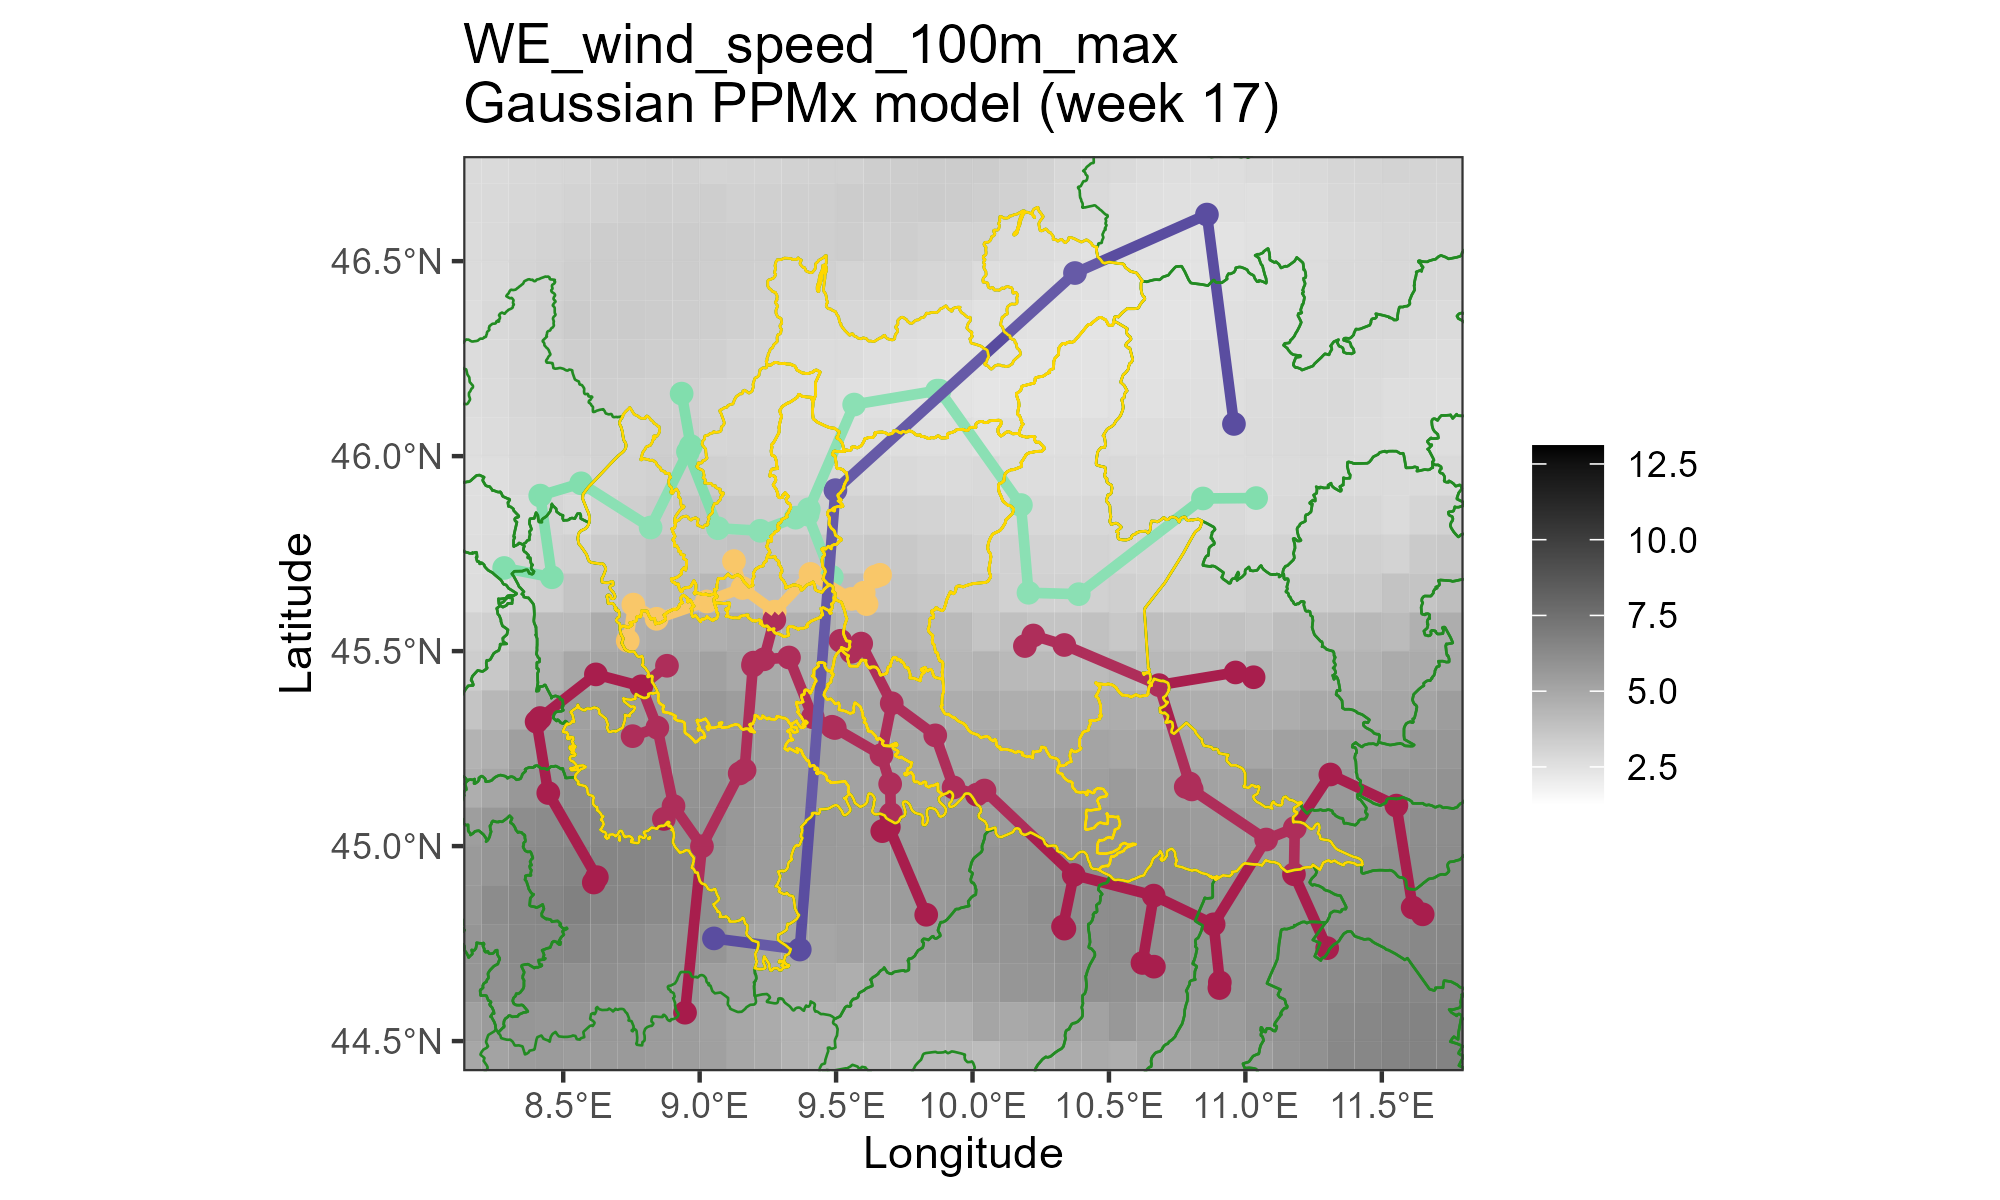 WE_wind_speed_100m_max
Gaussian PPMx model (week 17)
Latitude
46.5°N
46.0°N
45.5°N
45.0°N
44.5°N
8.5°E
9.0°E
9.5°E
10.0°E
10.5°E
11.0°E
11.5°E
Longitude
12.5
10.0
7.5
5.0
2.5